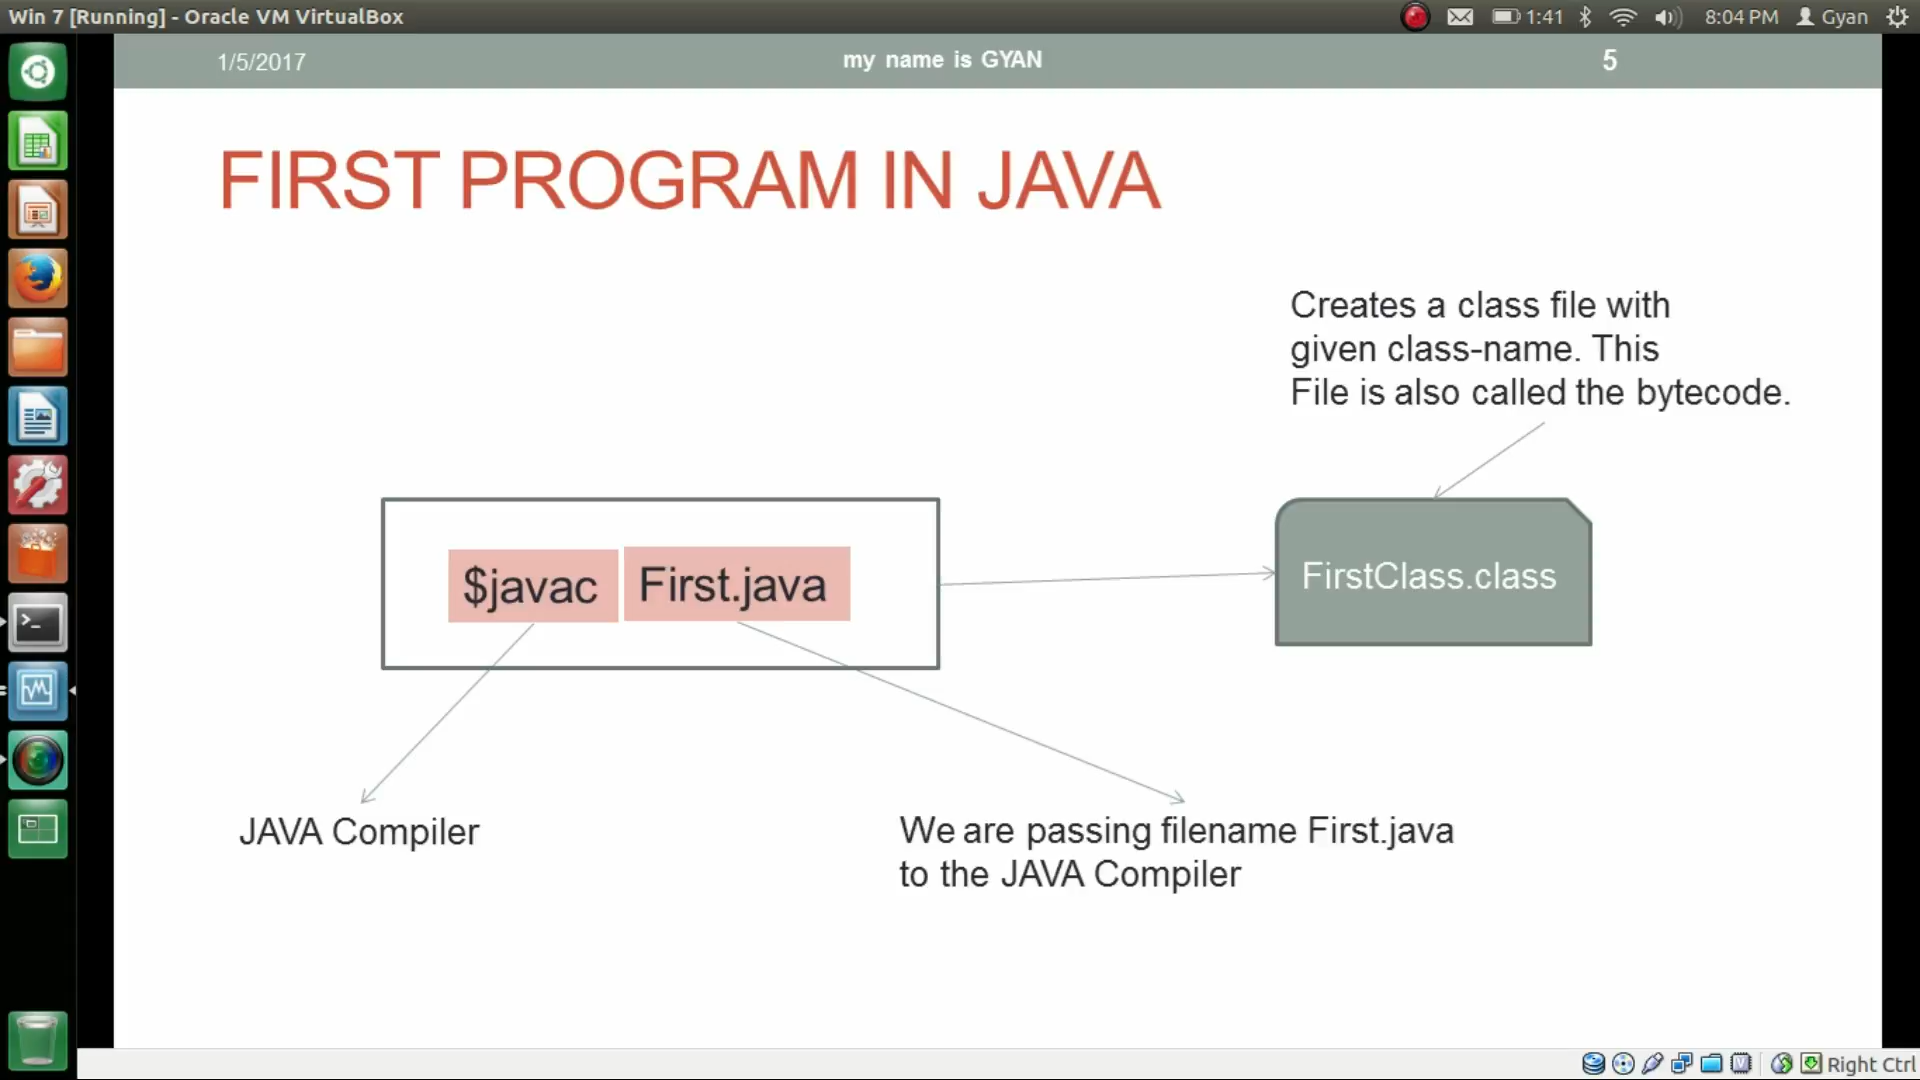 Win 7 [Running] - Oracle VM VirtualBox
1:41
8:04 PM
Gyan
1/5/2017
my name is GYAN
5
FIRST PROGRAM IN JAVA
Creates a class file with
given class-name. This
File is also called the bytecode.
$javac First.java
FirstClass.class
JAVA Compiler
We are passing filename First.java
to the JAVA Compiler
Right Ctrl